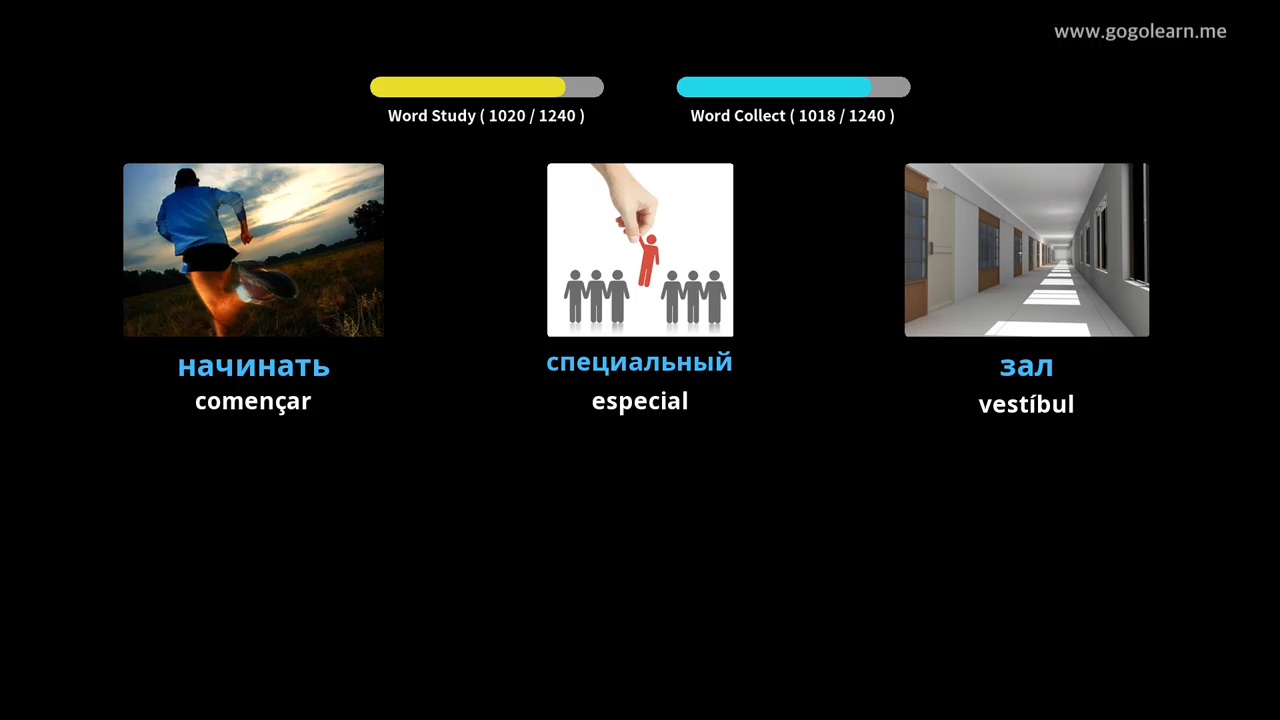 www.gogolearn.me
Word Study ( 1020 / 1240 )
Word Collect ( 1018 / 1240 )
начинать
començar
специальный
especial
зал
vestíbul